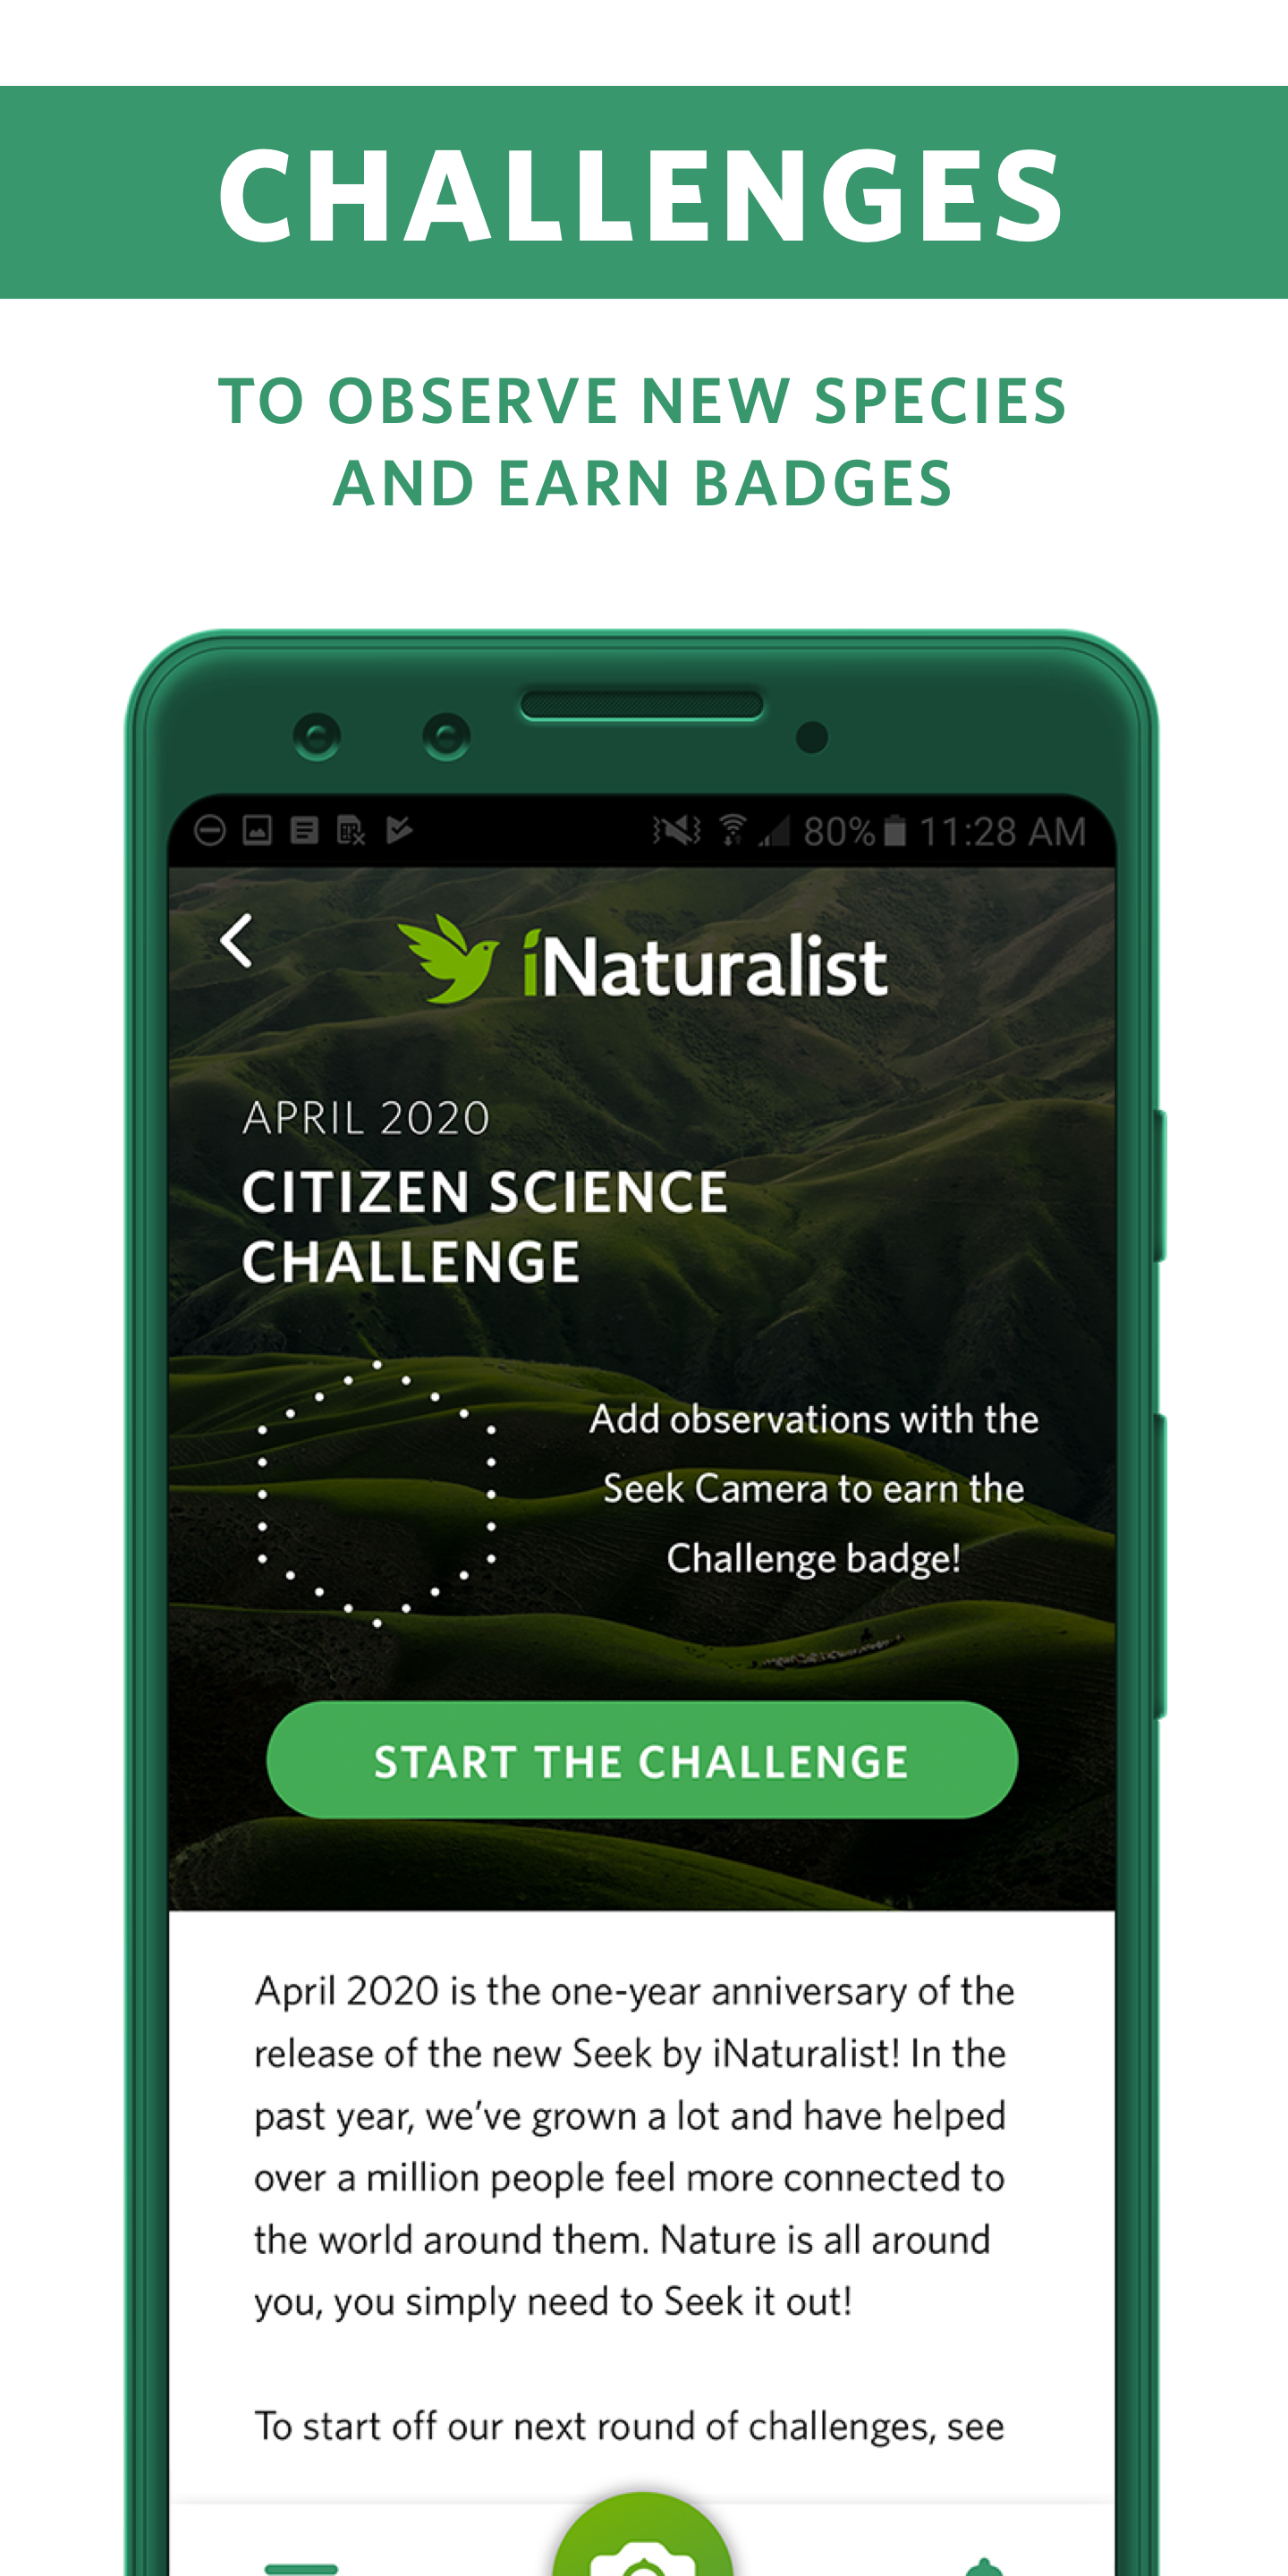 CHALLENGES
TO OBSERVE NEW SPECIES
AND EARN BADGES
80% 11:28 AM
iNaturalist
APRIL 2020
CITIZEN SCIENCE
CHALLENGE
Add observations with the
Seek Camera to earn the
Challenge badge!
START THE CHALLENGE
April 2020 is the one-year anniversary of the
release of the new Seek by iNaturalist! In the
past year, we’ve grown a lot and have helped
over a million people feel more connected to
the world around them. Nature is all around
you, you simply need to Seek it out!
To start off our next round of challenges, see